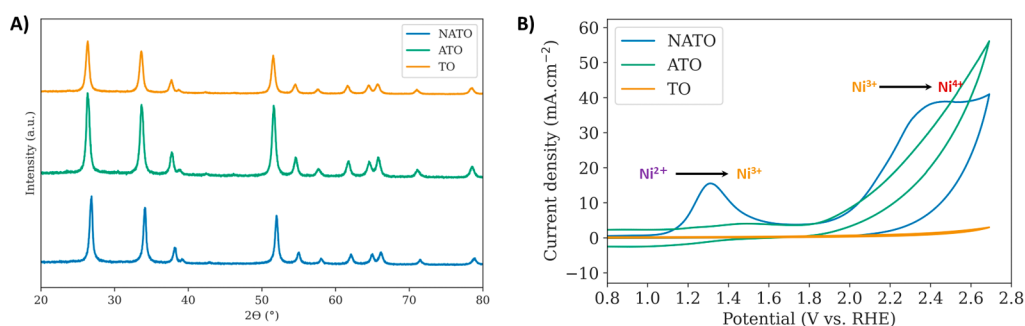 A)
NATO
ATO
TO
Intensity (a.u.)
20 30 40 50 60 70 80
2Θ (°)
B)
60
50
40
30
20
10
0
−10
Current density (mA.cm⁻²)
NATO
ATO
TO
Ni³⁺ Ni⁴⁺
Ni²⁺ Ni³⁺
0.8 1.0 1.2 1.4 1.6 1.8 2.0 2.2 2.4 2.6 2.8
Potential (V vs. RHE)